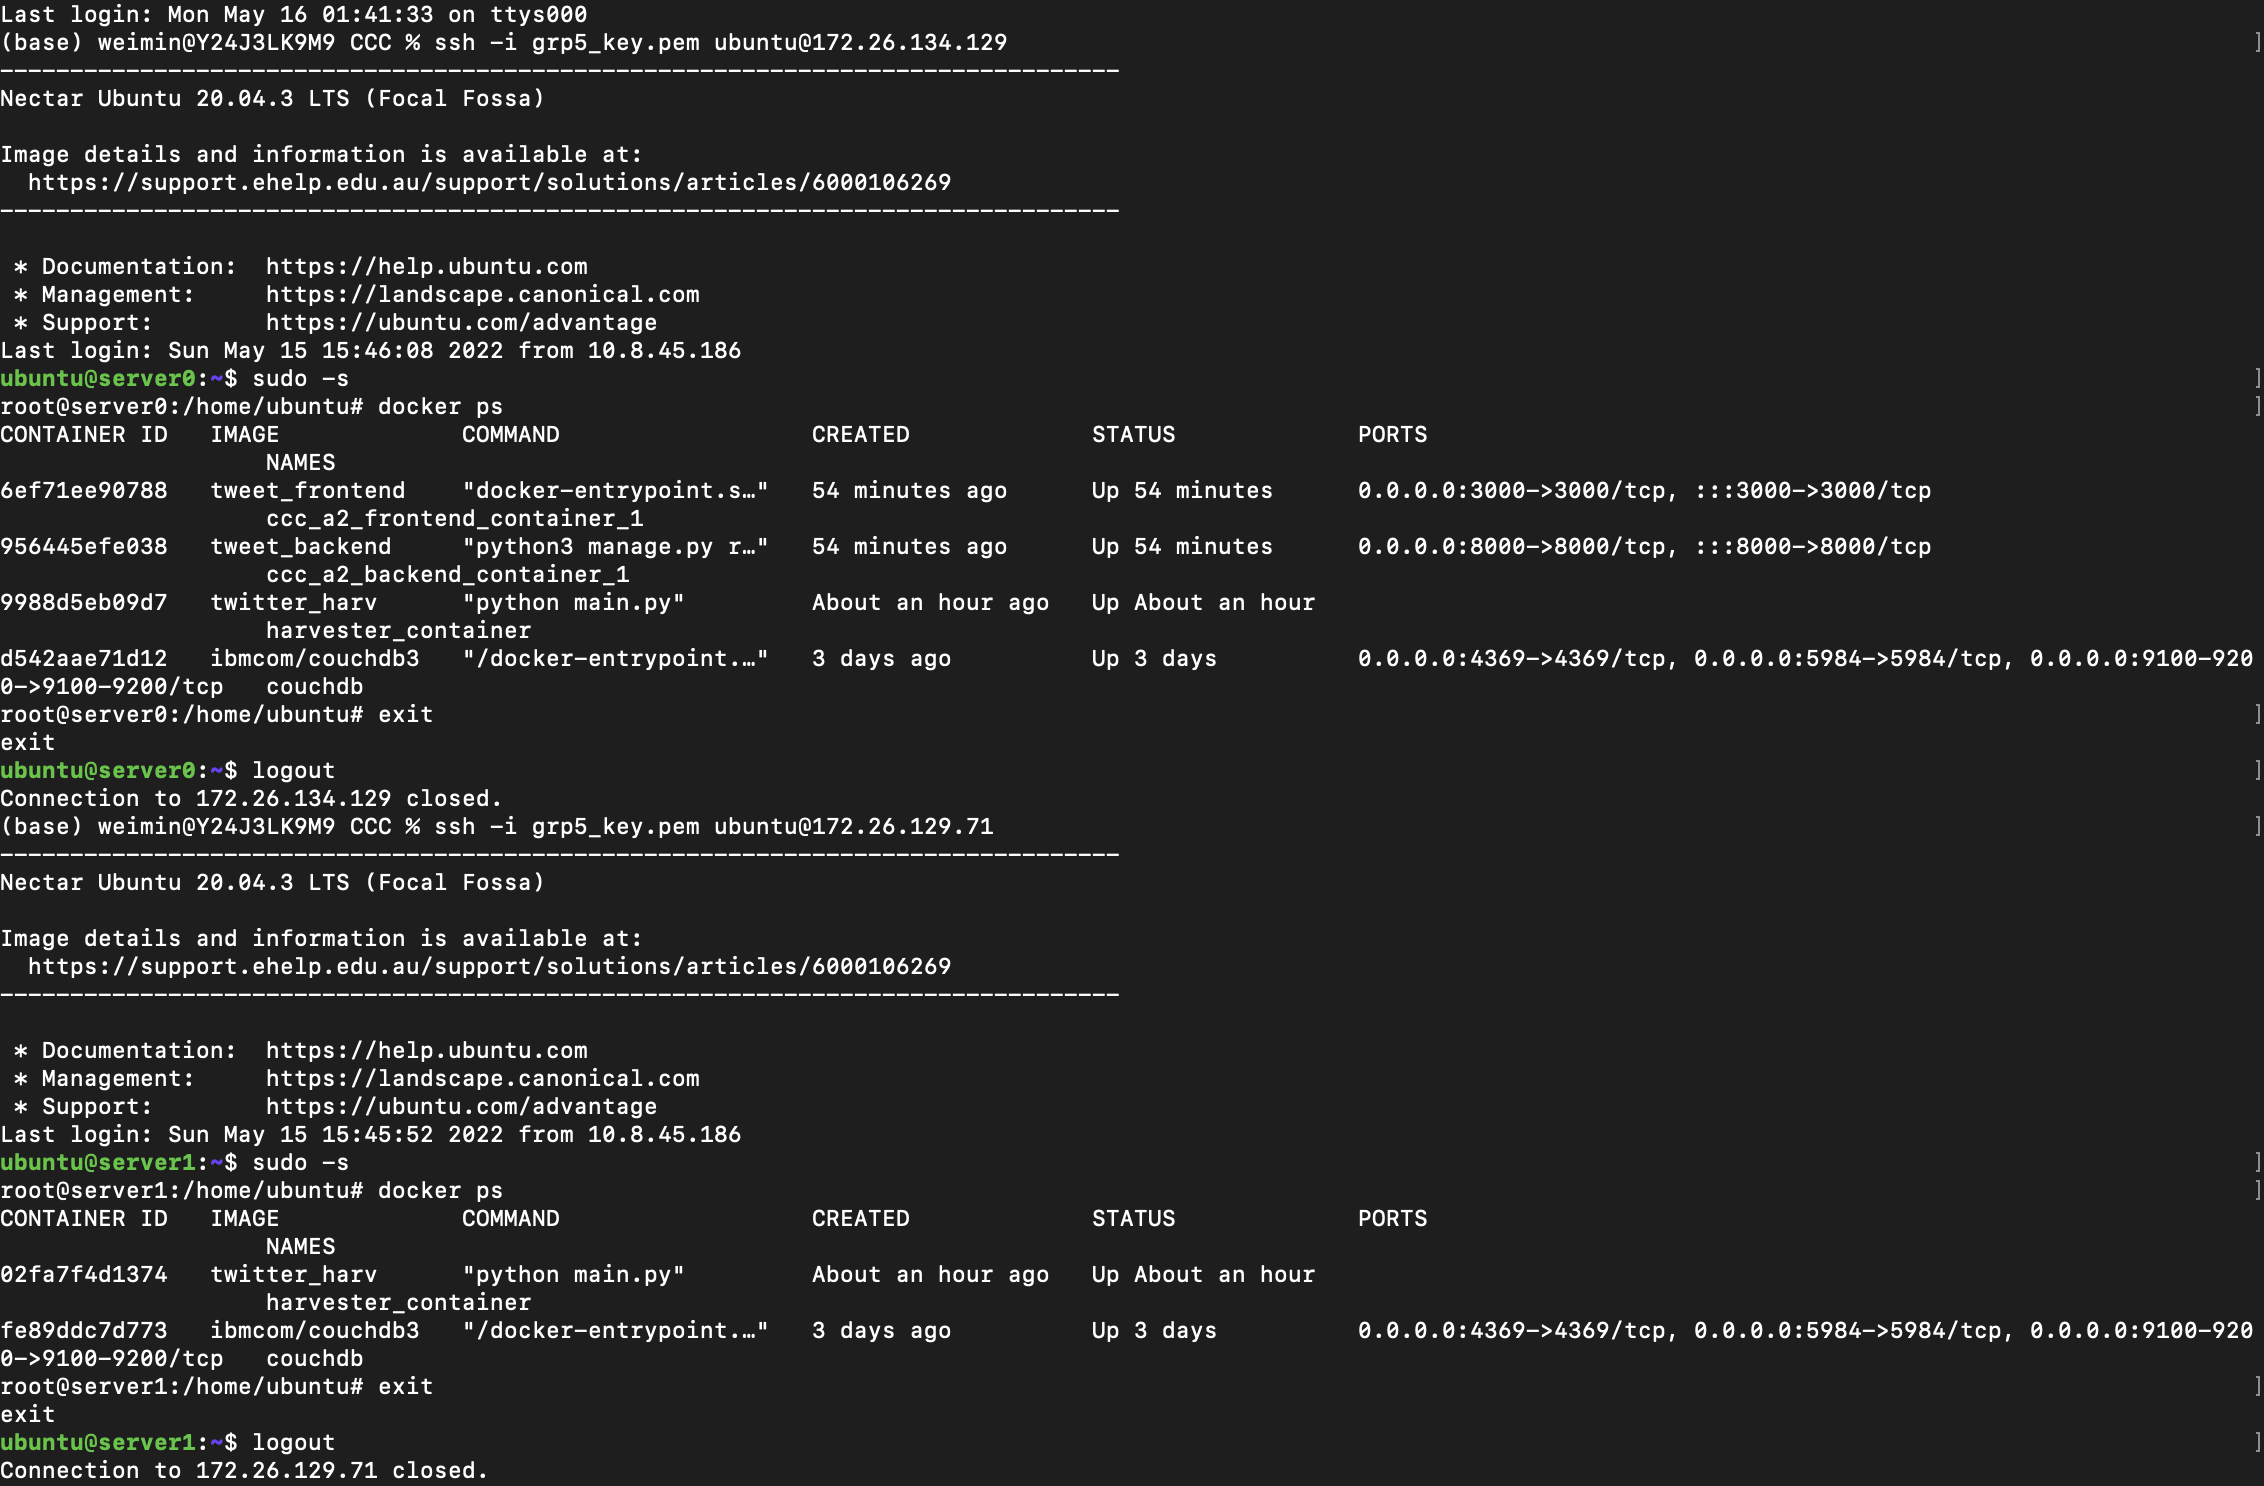 Last login: Mon May 16 01:41:33 on ttys000
(base) weimin@Y24J3LK9M9 CCC % ssh -i grp5_key.pem ubuntu@172.26.134.129 ]
--------------------------------------------------------------------------------
Nectar Ubuntu 20.04.3 LTS (Focal Fossa)
Image details and information is available at:
  https://support.ehelp.edu.au/support/solutions/articles/6000106269
--------------------------------------------------------------------------------
 * Documentation:  https://help.ubuntu.com
 * Management:     https://landscape.canonical.com
 * Support:        https://ubuntu.com/advantage
Last login: Sun May 15 15:46:08 2022 from 10.8.45.186
ubuntu@server0:~$ sudo -s ]
root@server0:/home/ubuntu# docker ps ]
CONTAINER ID   IMAGE             COMMAND                  CREATED             STATUS             PORTS
                   NAMES
6ef71ee90788   tweet_frontend    "docker-entrypoint.s…"   54 minutes ago      Up 54 minutes      0.0.0.0:3000->3000/tcp, :::3000->3000/tcp
                   ccc_a2_frontend_container_1
956445efe038   tweet_backend     "python3 manage.py r…"   54 minutes ago      Up 54 minutes      0.0.0.0:8000->8000/tcp, :::8000->8000/tcp
                   ccc_a2_backend_container_1
9988d5eb09d7   twitter_harv      "python main.py"         About an hour ago   Up About an hour
                   harvester_container
d542aae71d12   ibmcom/couchdb3   "/docker-entrypoint.…"   3 days ago          Up 3 days          0.0.0.0:4369->4369/tcp, 0.0.0.0:5984->5984/tcp, 0.0.0.0:9100-920
0->9100-9200/tcp   couchdb
root@server0:/home/ubuntu# exit ]
exit
ubuntu@server0:~$ logout ]
Connection to 172.26.134.129 closed.
(base) weimin@Y24J3LK9M9 CCC % ssh -i grp5_key.pem ubuntu@172.26.129.71 ]
--------------------------------------------------------------------------------
Nectar Ubuntu 20.04.3 LTS (Focal Fossa)
Image details and information is available at:
  https://support.ehelp.edu.au/support/solutions/articles/6000106269
--------------------------------------------------------------------------------
 * Documentation:  https://help.ubuntu.com
 * Management:     https://landscape.canonical.com
 * Support:        https://ubuntu.com/advantage
Last login: Sun May 15 15:45:52 2022 from 10.8.45.186
ubuntu@server1:~$ sudo -s ]
root@server1:/home/ubuntu# docker ps ]
CONTAINER ID   IMAGE             COMMAND                  CREATED             STATUS             PORTS
                   NAMES
02fa7f4d1374   twitter_harv      "python main.py"         About an hour ago   Up About an hour
                   harvester_container
fe89ddc7d773   ibmcom/couchdb3   "/docker-entrypoint.…"   3 days ago          Up 3 days          0.0.0.0:4369->4369/tcp, 0.0.0.0:5984->5984/tcp, 0.0.0.0:9100-920
0->9100-9200/tcp   couchdb
root@server1:/home/ubuntu# exit ]
exit
ubuntu@server1:~$ logout ]
Connection to 172.26.129.71 closed.